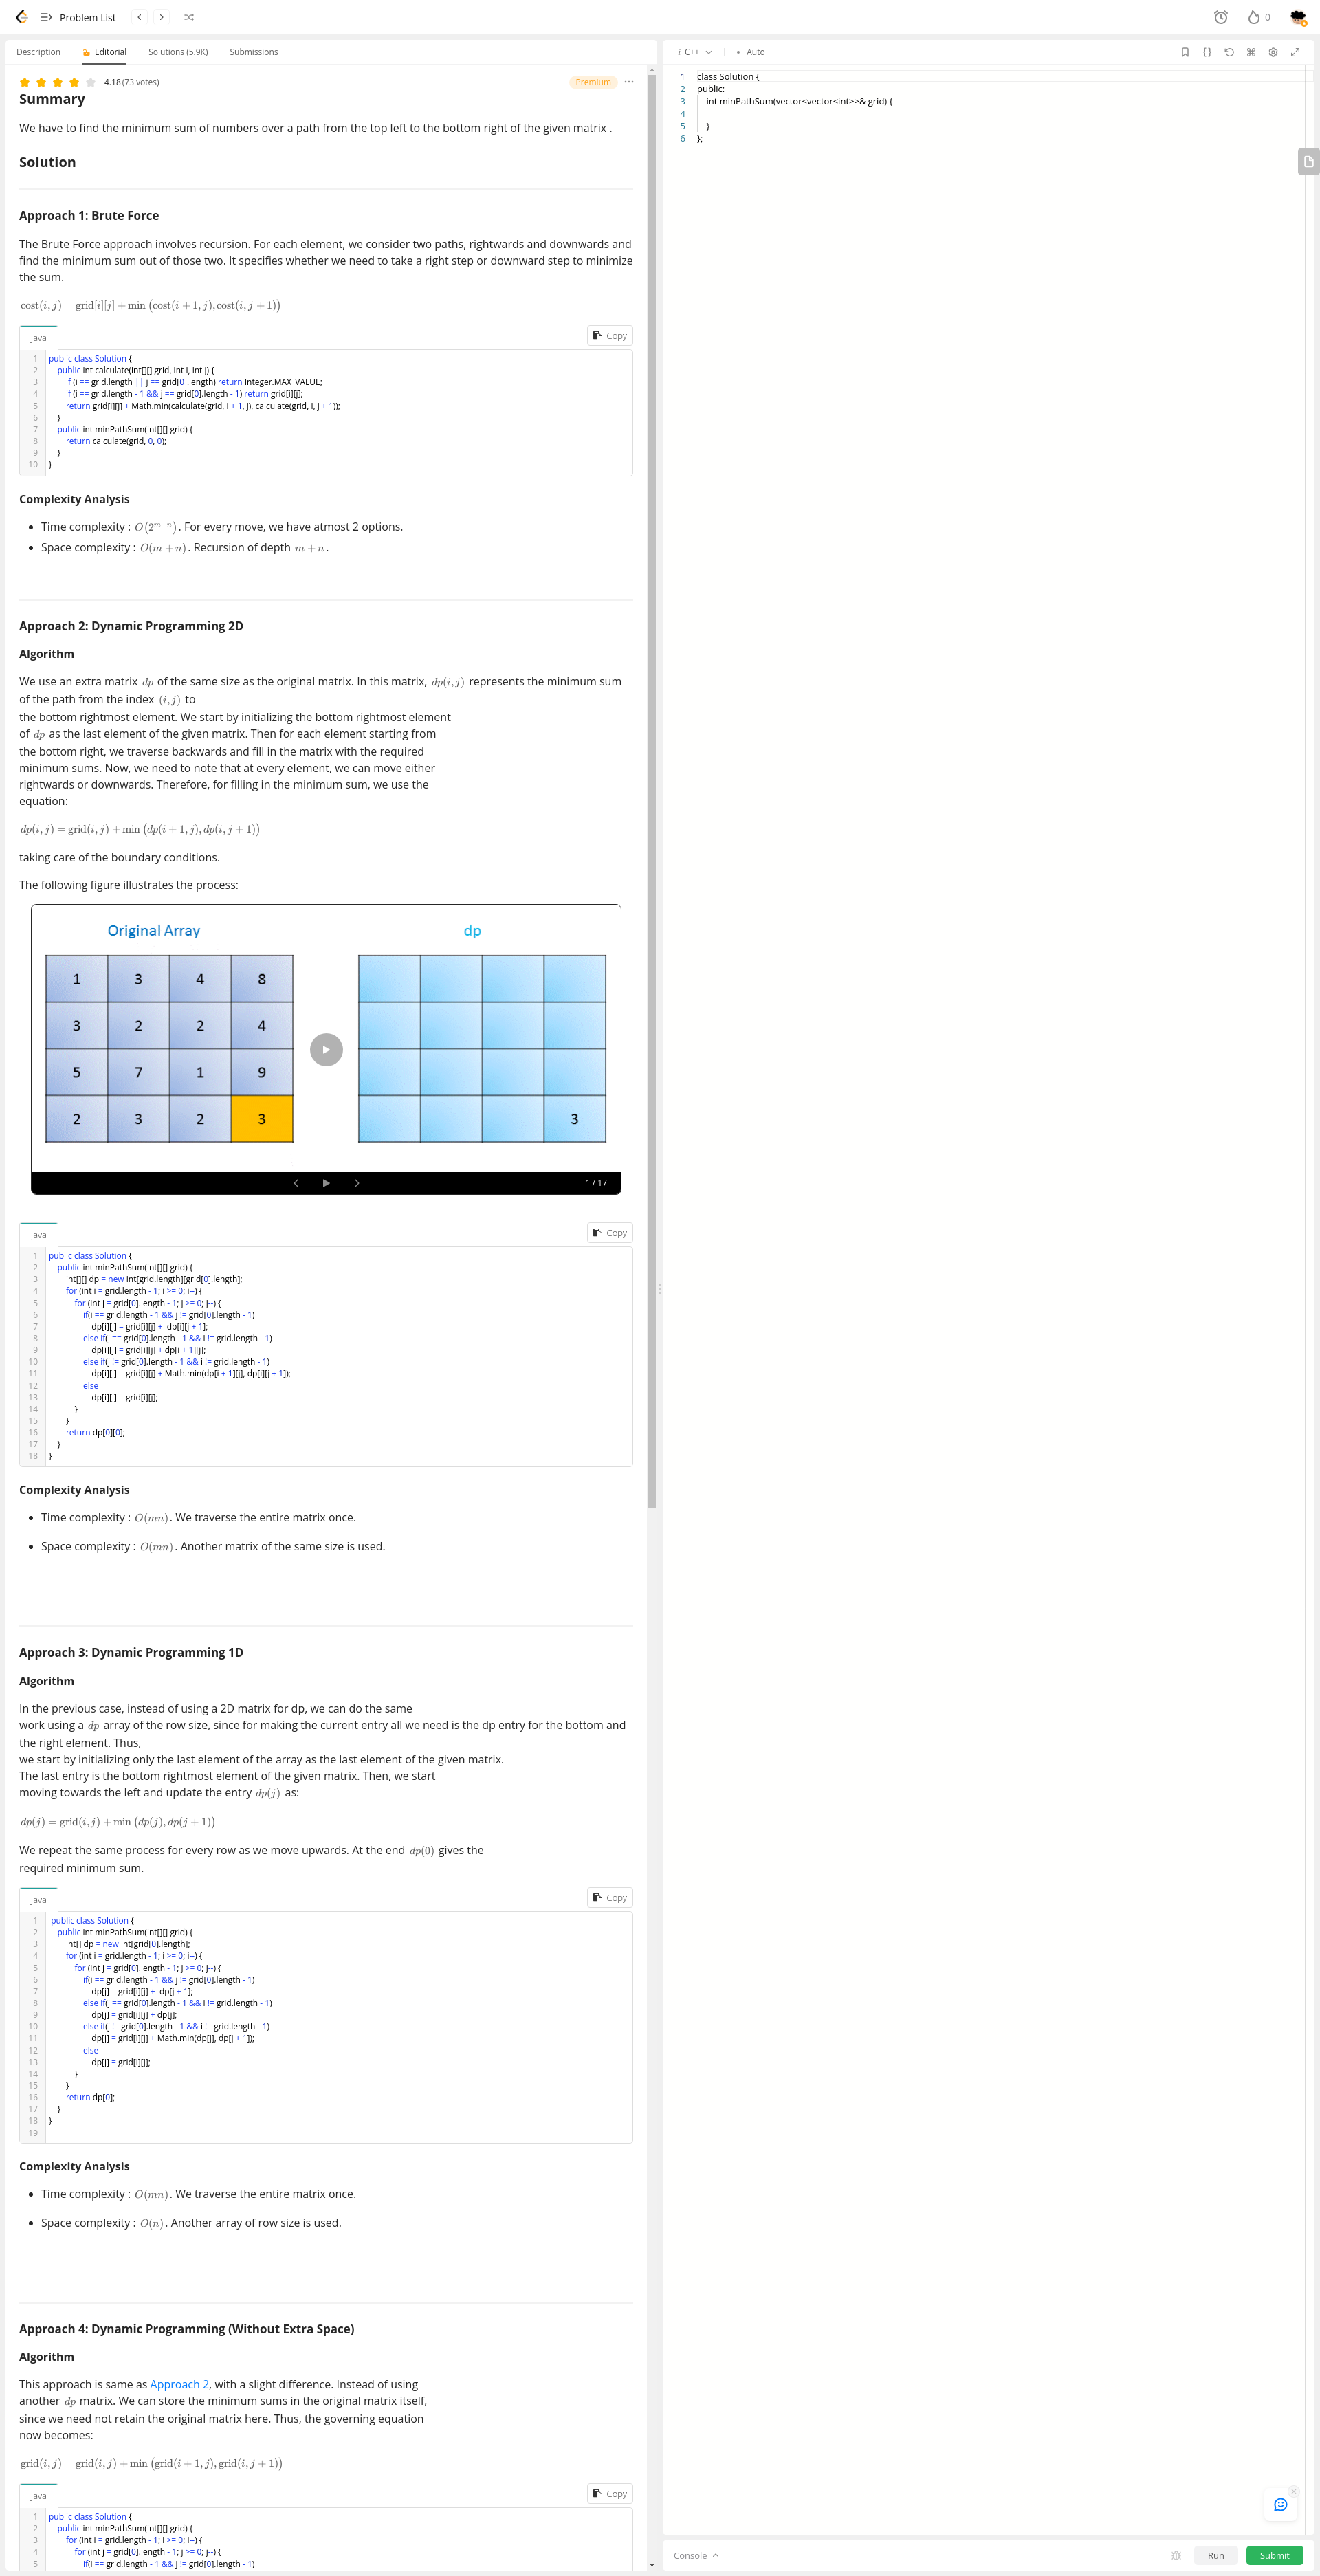 Problem List
0
Description
Editorial
Solutions (5.9K)
Submissions
4.18 (73 votes)
Premium
Summary
We have to find the minimum sum of numbers over a path from the top left to the bottom right of the given matrix .
Solution
Approach 1: Brute Force
The Brute Force approach involves recursion. For each element, we consider two paths, rightwards and downwards and
find the minimum sum out of those two. It specifies whether we need to take a right step or downward step to minimize
the sum.
cost(i, j) = grid[i][j] + min (cost(i + 1, j), cost(i, j + 1))
Java
Copy
1 public class Solution {
2 public int calculate(int[][] grid, int i, int j) {
3 if (i == grid.length || j == grid[0].length) return Integer.MAX_VALUE;
4 if (i == grid.length - 1 && j == grid[0].length - 1) return grid[i][j];
5 return grid[i][j] + Math.min(calculate(grid, i + 1, j), calculate(grid, i, j + 1));
6 }
7 public int minPathSum(int[][] grid) {
8 return calculate(grid, 0, 0);
9 }
10 }
Complexity Analysis
• Time complexity : O(2^{m+n}). For every move, we have atmost 2 options.
• Space complexity : O(m + n). Recursion of depth m + n.
Approach 2: Dynamic Programming 2D
Algorithm
We use an extra matrix dp of the same size as the original matrix. In this matrix, dp(i, j) represents the minimum sum
of the path from the index (i, j) to
the bottom rightmost element. We start by initializing the bottom rightmost element
of dp as the last element of the given matrix. Then for each element starting from
the bottom right, we traverse backwards and fill in the matrix with the required
minimum sums. Now, we need to note that at every element, we can move either
rightwards or downwards. Therefore, for filling in the minimum sum, we use the
equation:
dp(i, j) = grid(i, j) + min (dp(i + 1, j), dp(i, j + 1))
taking care of the boundary conditions.
The following figure illustrates the process:
Original Array
dp
1 3 4 8
3 2 2 4
5 7 1 9
2 3 2 3
3
1 / 17
Java
Copy
1 public class Solution {
2 public int minPathSum(int[][] grid) {
3 int[][] dp = new int[grid.length][grid[0].length];
4 for (int i = grid.length - 1; i >= 0; i--) {
5 for (int j = grid[0].length - 1; j >= 0; j--) {
6 if(i == grid.length - 1 && j != grid[0].length - 1)
7 dp[i][j] = grid[i][j] + dp[i][j + 1];
8 else if(j == grid[0].length - 1 && i != grid.length - 1)
9 dp[i][j] = grid[i][j] + dp[i + 1][j];
10 else if(j != grid[0].length - 1 && i != grid.length - 1)
11 dp[i][j] = grid[i][j] + Math.min(dp[i + 1][j], dp[i][j + 1]);
12 else
13 dp[i][j] = grid[i][j];
14 }
15 }
16 return dp[0][0];
17 }
18 }
Complexity Analysis
• Time complexity : O(mn). We traverse the entire matrix once.
• Space complexity : O(mn). Another matrix of the same size is used.
Approach 3: Dynamic Programming 1D
Algorithm
In the previous case, instead of using a 2D matrix for dp, we can do the same
work using a dp array of the row size, since for making the current entry all we need is the dp entry for the bottom and
the right element. Thus,
we start by initializing only the last element of the array as the last element of the given matrix.
The last entry is the bottom rightmost element of the given matrix. Then, we start
moving towards the left and update the entry dp(j) as:
dp(j) = grid(i, j) + min (dp(j), dp(j + 1))
We repeat the same process for every row as we move upwards. At the end dp(0) gives the
required minimum sum.
Java
Copy
1 public class Solution {
2 public int minPathSum(int[][] grid) {
3 int[] dp = new int[grid[0].length];
4 for (int i = grid.length - 1; i >= 0; i--) {
5 for (int j = grid[0].length - 1; j >= 0; j--) {
6 if(i == grid.length - 1 && j != grid[0].length - 1)
7 dp[j] = grid[i][j] + dp[j + 1];
8 else if(j == grid[0].length - 1 && i != grid.length - 1)
9 dp[j] = grid[i][j] + dp[j];
10 else if(j != grid[0].length - 1 && i != grid.length - 1)
11 dp[j] = grid[i][j] + Math.min(dp[j], dp[j + 1]);
12 else
13 dp[j] = grid[i][j];
14 }
15 }
16 return dp[0];
17 }
18 }
19
Complexity Analysis
• Time complexity : O(mn). We traverse the entire matrix once.
• Space complexity : O(n). Another array of row size is used.
Approach 4: Dynamic Programming (Without Extra Space)
Algorithm
This approach is same as Approach 2, with a slight difference. Instead of using
another dp matrix. We can store the minimum sums in the original matrix itself,
since we need not retain the original matrix here. Thus, the governing equation
now becomes:
grid(i, j) = grid(i, j) + min (grid(i + 1, j), grid(i, j + 1))
Java
Copy
1 public class Solution {
2 public int minPathSum(int[][] grid) {
3 for (int i = grid.length - 1; i >= 0; i--) {
4 for (int j = grid[0].length - 1; j >= 0; j--) {
5 if(i == grid.length - 1 && j != grid[0].length - 1)
i C++
• Auto
1 class Solution {
2 public:
3 int minPathSum(vector<vector<int>>& grid) {
4
5 }
6 };
Console
Run
Submit